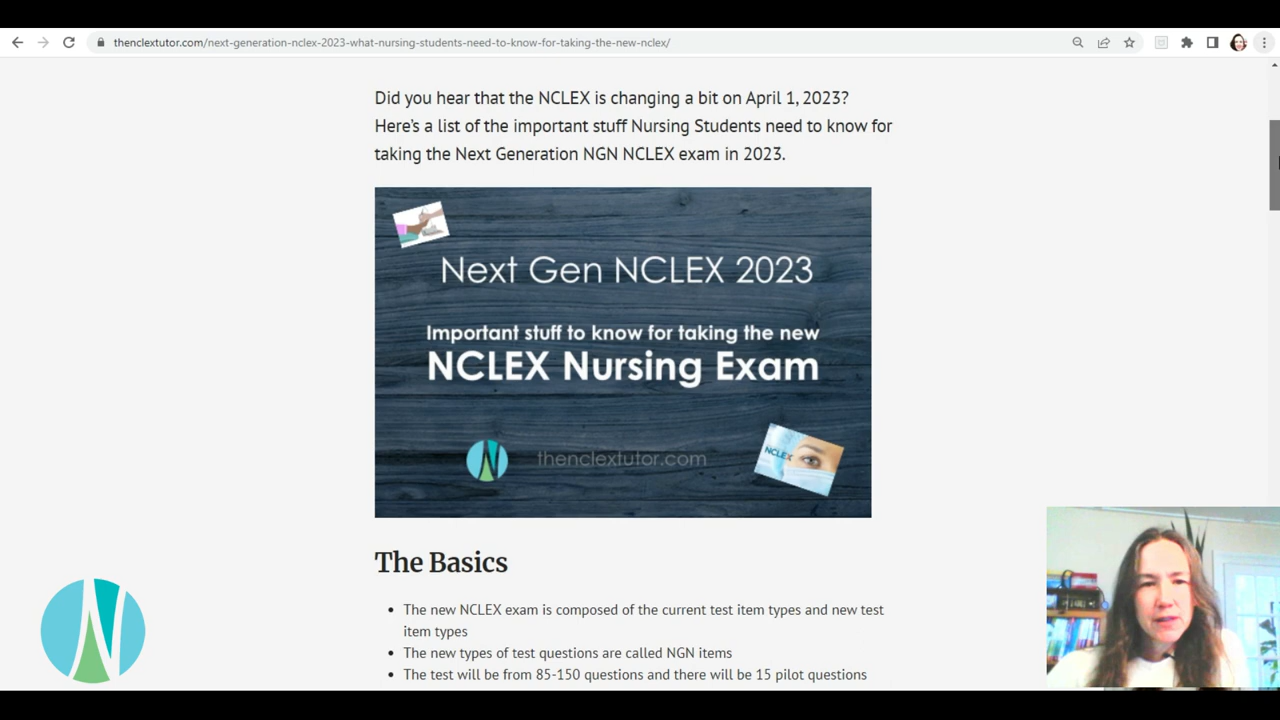 thenclextutor.com/next-generation-nclex-2023-what-nursing-students-need-to-know-for-taking-the-new-nclex/
Did you hear that the NCLEX is changing a bit on April 1, 2023?
Here's a list of the important stuff Nursing Students need to know for
taking the Next Generation NGN NCLEX exam in 2023.
Next Gen NCLEX 2023
Important stuff to know for taking the new
NCLEX Nursing Exam
thenclextutor.com
NCLEX
The Basics
• The new NCLEX exam is composed of the current test item types and new test
item types
• The new types of test questions are called NGN items
• The test will be from 85-150 questions and there will be 15 pilot questions